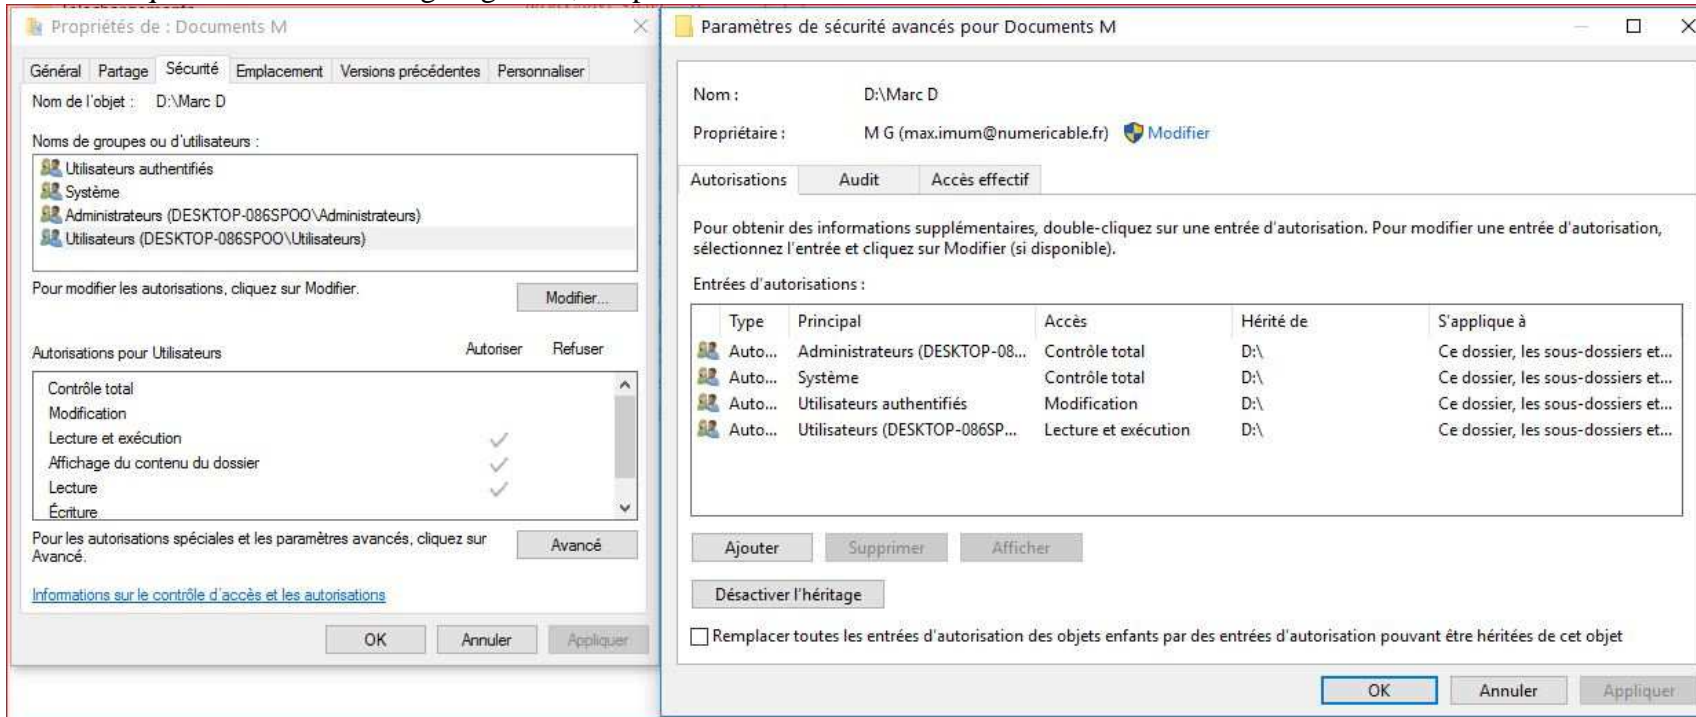 Propriétés de : Documents M
Général Partage Sécurité Emplacement Versions précédentes Personnaliser
Nom de l'objet : D:\Marc D
Noms de groupes ou d'utilisateurs :
Utilisateurs authentifiés
Système
Administrateurs (DESKTOP-086SPOO\Administrateurs)
Utilisateurs (DESKTOP-086SPOO\Utilisateurs)
Pour modifier les autorisations, cliquez sur Modifier.
Modifier...
Autorisations pour Utilisateurs Autoriser Refuser
Contrôle total
Modification
Lecture et exécution
Affichage du contenu du dossier
Lecture
Écriture
Pour les autorisations spéciales et les paramètres avancés, cliquez sur
Avancé.
Avancé
Informations sur le contrôle d'accès et les autorisations
OK Annuler Appliquer
Paramètres de sécurité avancés pour Documents M
Nom : D:\Marc D
Propriétaire : M G (max.imum@numericable.fr) Modifier
Autorisations Audit Accès effectif
Pour obtenir des informations supplémentaires, double-cliquez sur une entrée d'autorisation. Pour modifier une entrée d'autorisation,
sélectionnez l'entrée et cliquez sur Modifier (si disponible).
Entrées d'autorisations :
Type Principal Accès Hérité de S'applique à
Auto... Administrateurs (DESKTOP-08... Contrôle total D:\ Ce dossier, les sous-dossiers et...
Auto... Système Contrôle total D:\ Ce dossier, les sous-dossiers et...
Auto... Utilisateurs authentifiés Modification D:\ Ce dossier, les sous-dossiers et...
Auto... Utilisateurs (DESKTOP-086SP... Lecture et exécution D:\ Ce dossier, les sous-dossiers et...
Ajouter Supprimer Afficher
Désactiver l'héritage
Remplacer toutes les entrées d'autorisation des objets enfants par des entrées d'autorisation pouvant être héritées de cet objet
OK Annuler Appliquer